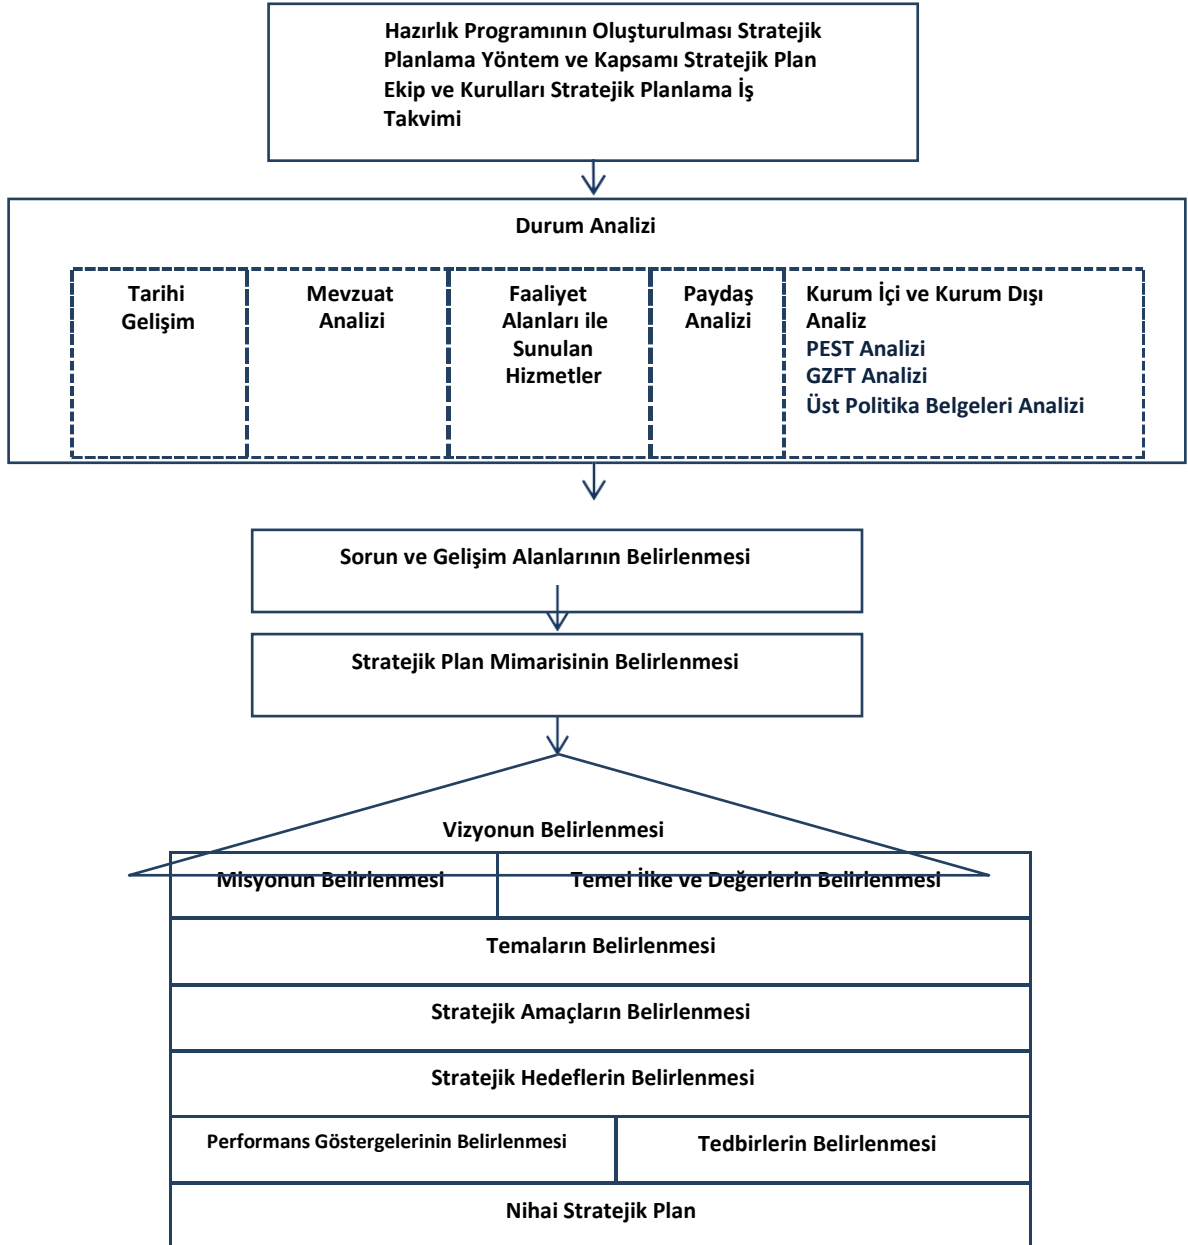 Hazırlık Programının Oluşturulması Stratejik
Planlama Yöntem ve Kapsamı Stratejik Plan
Ekip ve Kurulları Stratejik Planlama İş
Takvimi
Durum Analizi
Tarihi
Gelişim
Mevzuat
Analizi
Faaliyet
Alanları ile
Sunulan
Hizmetler
Paydaş
Analizi
Kurum İçi ve Kurum Dışı
Analiz
PEST Analizi
GZFT Analizi
Üst Politika Belgeleri Analizi
Sorun ve Gelişim Alanlarının Belirlenmesi
Stratejik Plan Mimarisinin Belirlenmesi
Vizyonun Belirlenmesi
Misyonun Belirlenmesi
Temel İlke ve Değerlerin Belirlenmesi
Temaların Belirlenmesi
Stratejik Amaçların Belirlenmesi
Stratejik Hedeflerin Belirlenmesi
Performans Göstergelerinin Belirlenmesi
Tedbirlerin Belirlenmesi
Nihai Stratejik Plan